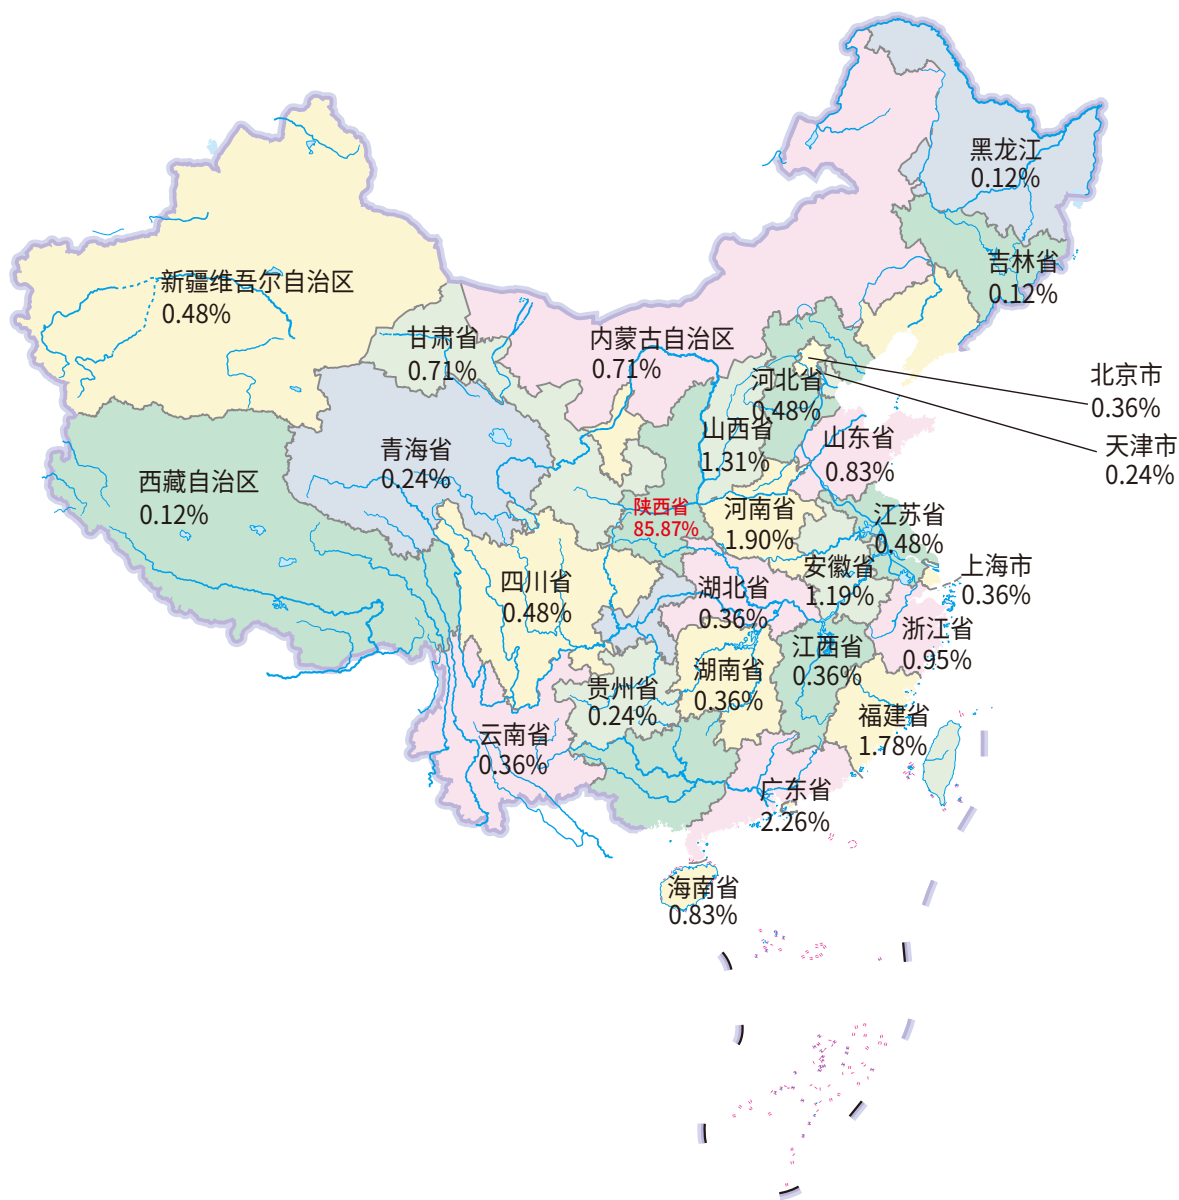 黑龙江
0.12%
吉林省
0.12%
新疆维吾尔自治区
0.48%
甘肃省
0.71%
内蒙古自治区
0.71%
北京市
0.36%
河北省
0.48%
天津市
0.24%
山西省
1.31%
山东省
0.83%
青海省
0.24%
西藏自治区
0.12%
陕西省
85.87%
河南省
1.90%
江苏省
0.48%
安徽省
1.19%
上海市
0.36%
四川省
0.48%
湖北省
0.36%
浙江省
0.95%
江西省
0.36%
湖南省
0.36%
贵州省
0.24%
福建省
1.78%
云南省
0.36%
广东省
2.26%
海南省
0.83%